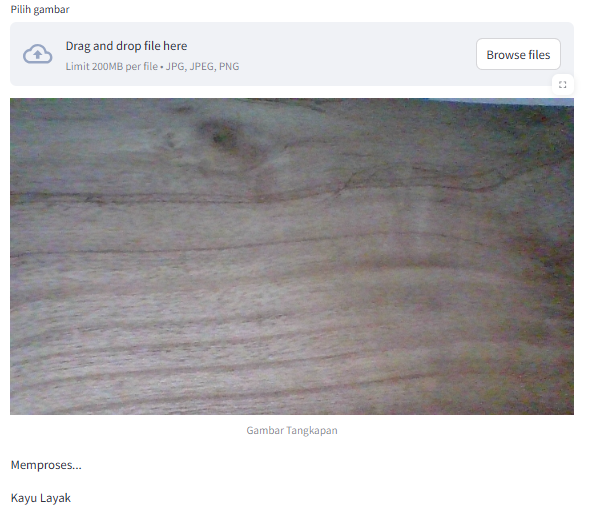 Pilih gambar
Drag and drop file here
Limit 200MB per file • JPG, JPEG, PNG
Browse files
Gambar Tangkapan
Memproses...
Kayu Layak